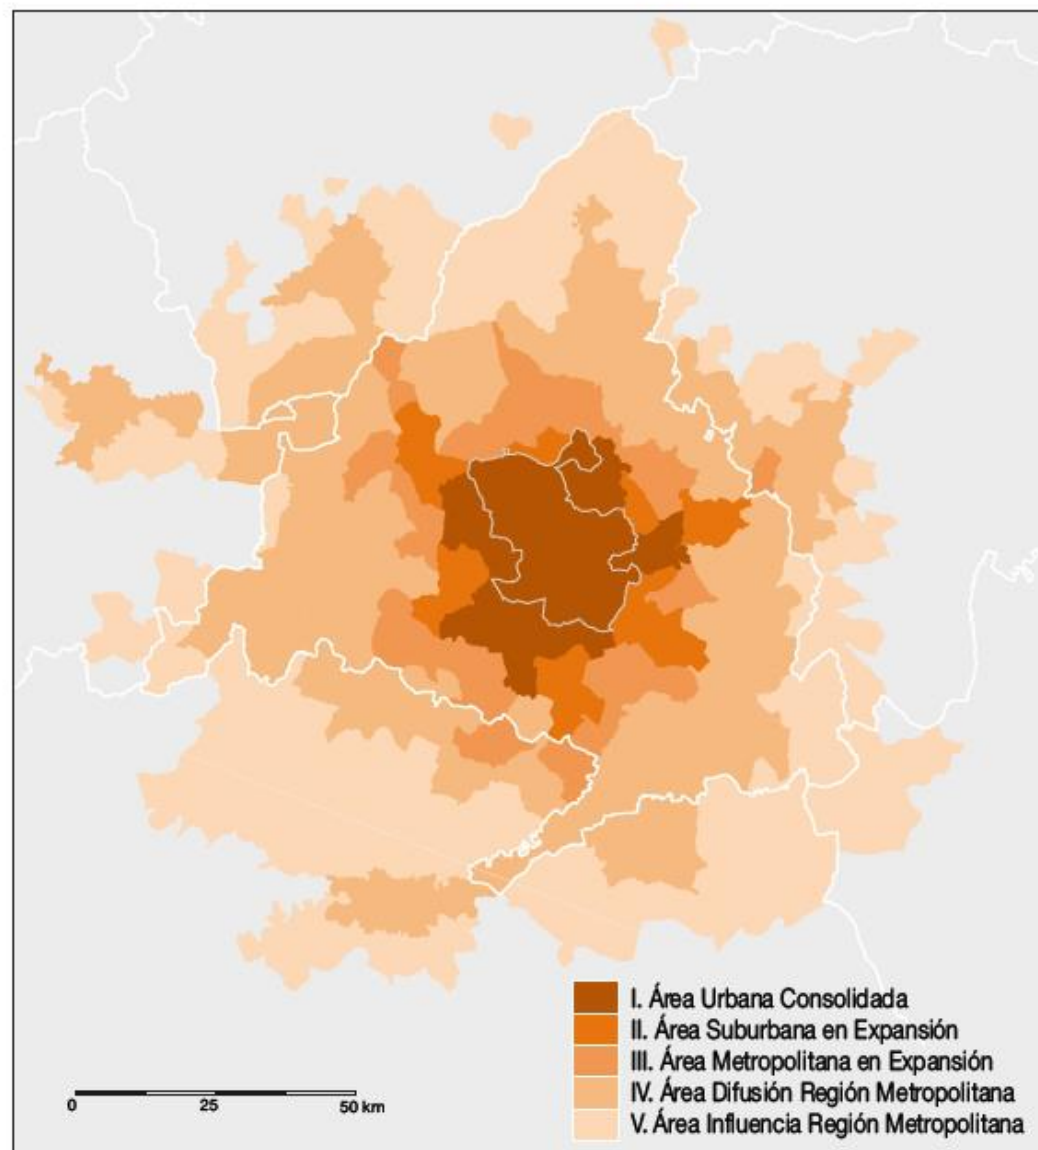 I. Área Urbana Consolidada
II. Área Suburbana en Expansión
III. Área Metropolitana en Expansión
IV. Área Difusión Región Metropolitana
V. Área Influencia Región Metropolitana
0 25 50 km